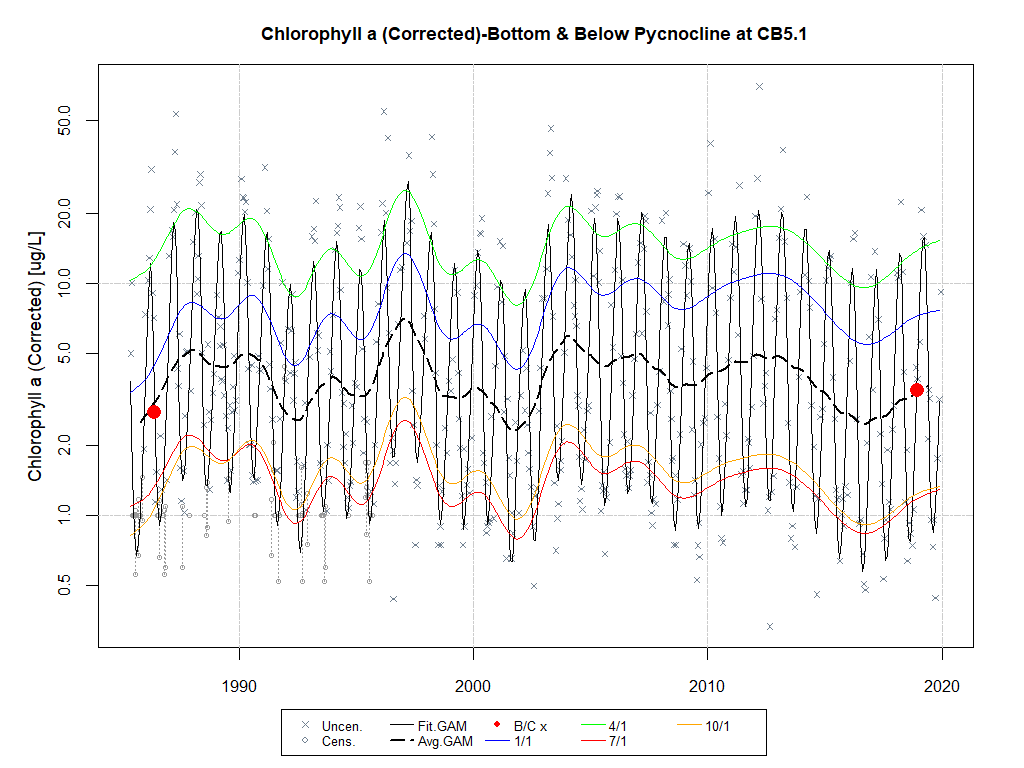 Chlorophyll a (Corrected)-Bottom & Below Pycnocline at CB5.1
Chlorophyll a (Corrected) [ug/L]
50.0
20.0
10.0
5.0
2.0
1.0
0.5
1990 2000 2010 2020
Uncen. Fit.GAM B/C x 4/1 10/1
Cens. Avg.GAM 1/1 7/1